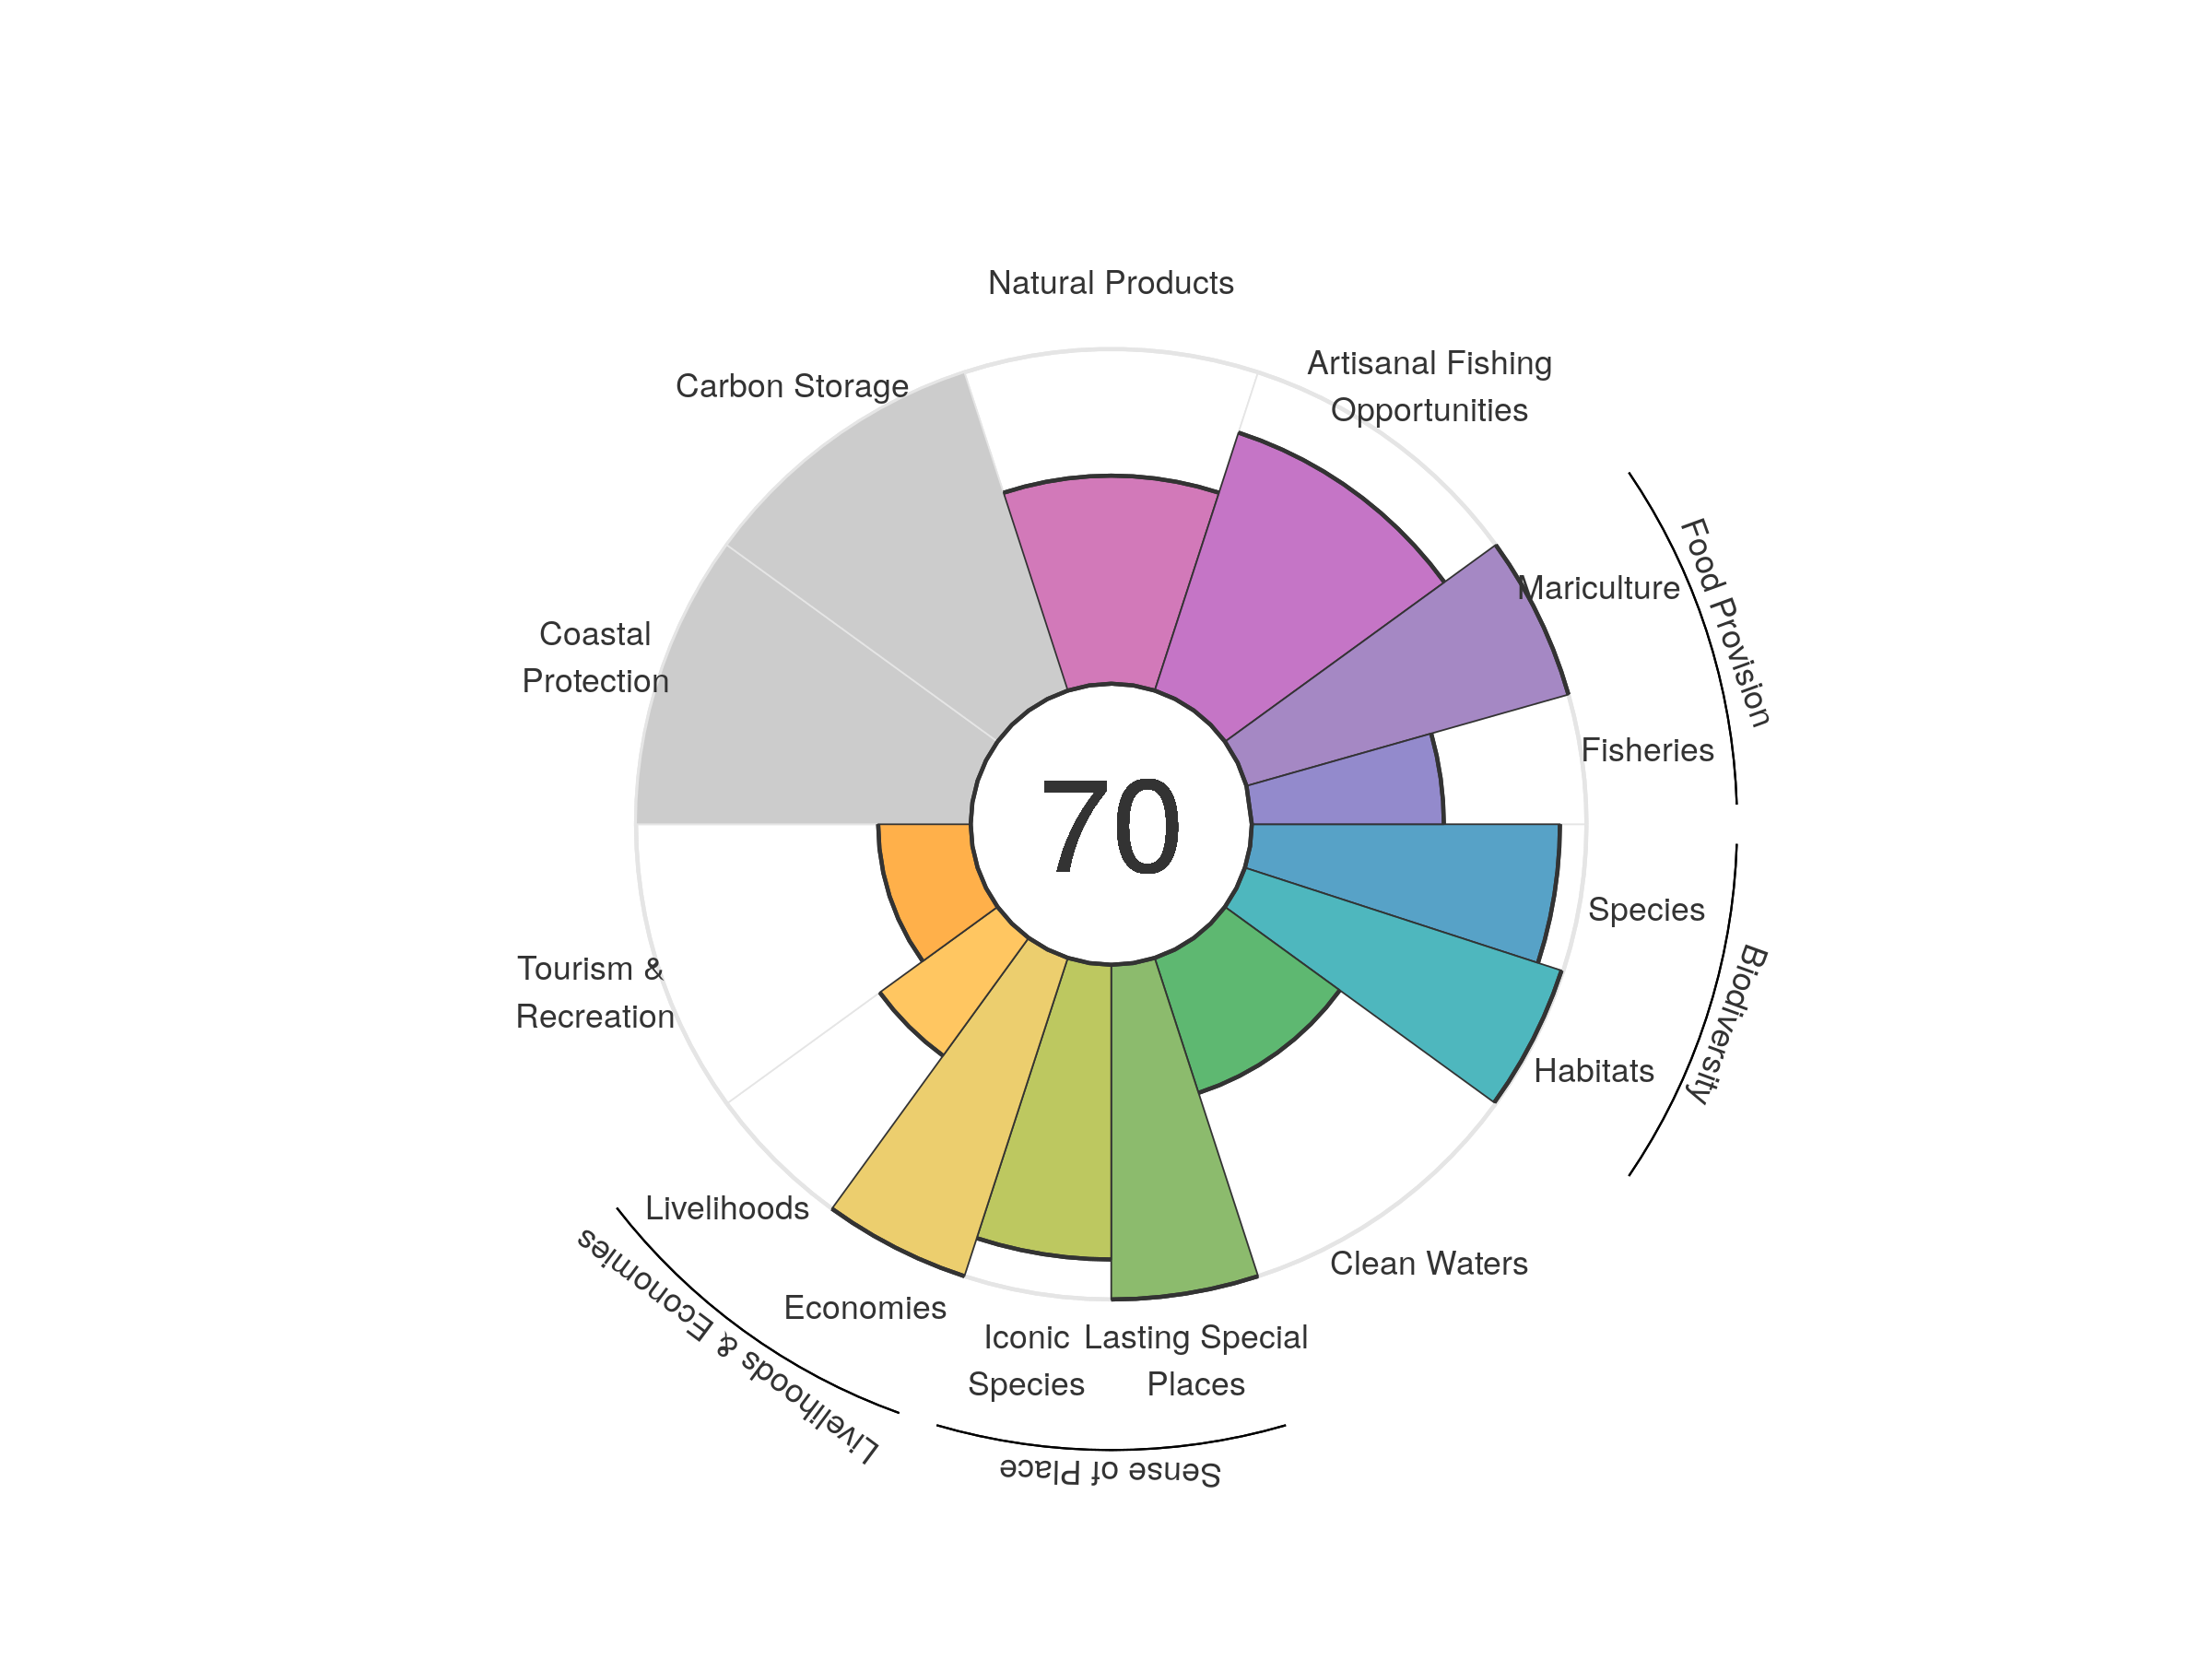 Natural Products
Artisanal Fishing
Opportunities
Carbon Storage
Mariculture
Food Provision
Coastal
Protection
Fisheries
70
Species
Biodiversity
Tourism &
Recreation
Habitats
Livelihoods
Clean Waters
Economies
Livelihoods & Economies
Iconic
Species
Lasting Special
Places
Sense of Place